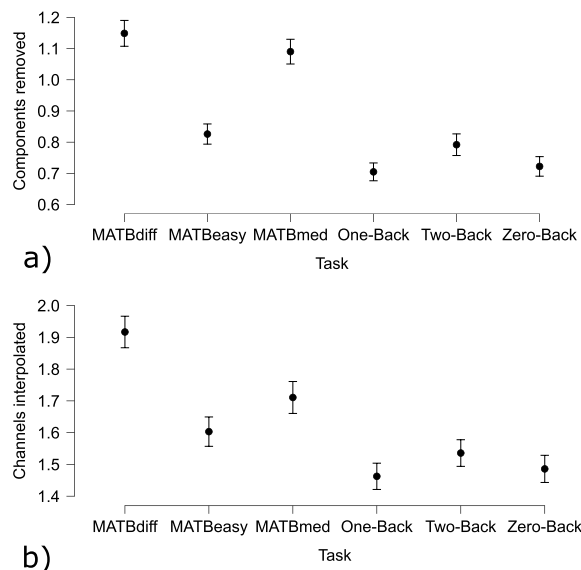 1.2
1.1
1.0
0.9
0.8
0.7
0.6
Components removed
MATBdiff MATBeasy MATBmed One-Back Two-Back Zero-Back
Task
a)
2.0
1.9
1.8
1.7
1.6
1.5
1.4
Channels interpolated
MATBdiff MATBeasy MATBmed One-Back Two-Back Zero-Back
Task
b)